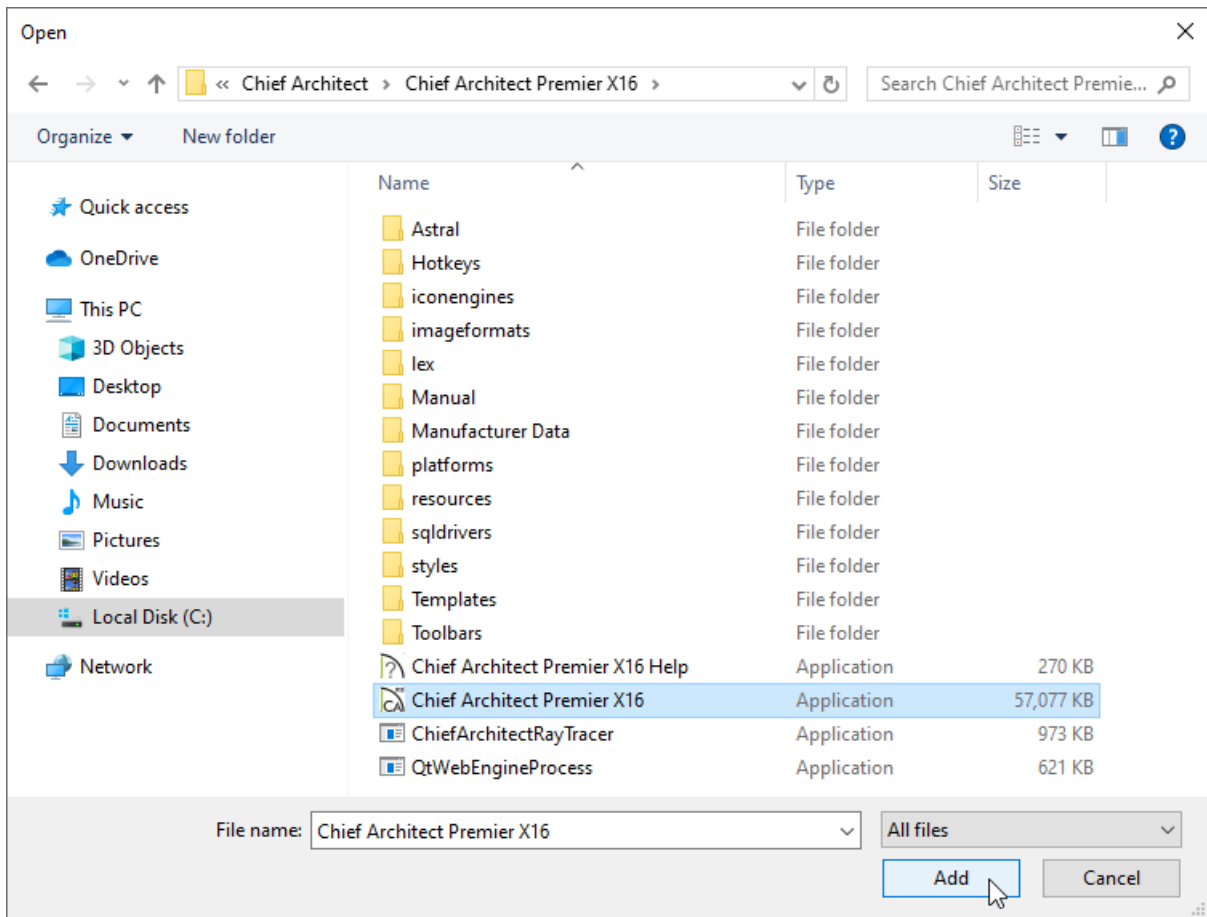 Open
« Chief Architect > Chief Architect Premier X16 > Search Chief Architect Premie...
Organize New folder ?
Name Type Size
Quick access
OneDrive
This PC
3D Objects
Desktop
Documents
Downloads
Music
Pictures
Videos
Local Disk (C:)
Network
Astral File folder
Hotkeys File folder
iconengines File folder
imageformats File folder
lex File folder
Manual File folder
Manufacturer Data File folder
platforms File folder
resources File folder
sqldrivers File folder
styles File folder
Templates File folder
Toolbars File folder
Chief Architect Premier X16 Help Application 270 KB
Chief Architect Premier X16 Application 57,077 KB
ChiefArchitectRayTracer Application 973 KB
QtWebEngineProcess Application 621 KB
File name: Chief Architect Premier X16 All files
Add Cancel